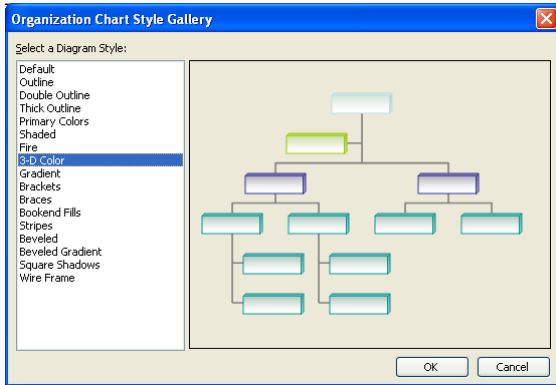 Organization Chart Style Gallery
Select a Diagram Style:
Default
Outline
Double Outline
Thick Outline
Primary Colors
Shaded
Fire
3-D Color
Gradient
Brackets
Braces
Bookend Fills
Stripes
Beveled
Beveled Gradient
Square Shadows
Wire Frame
OK Cancel